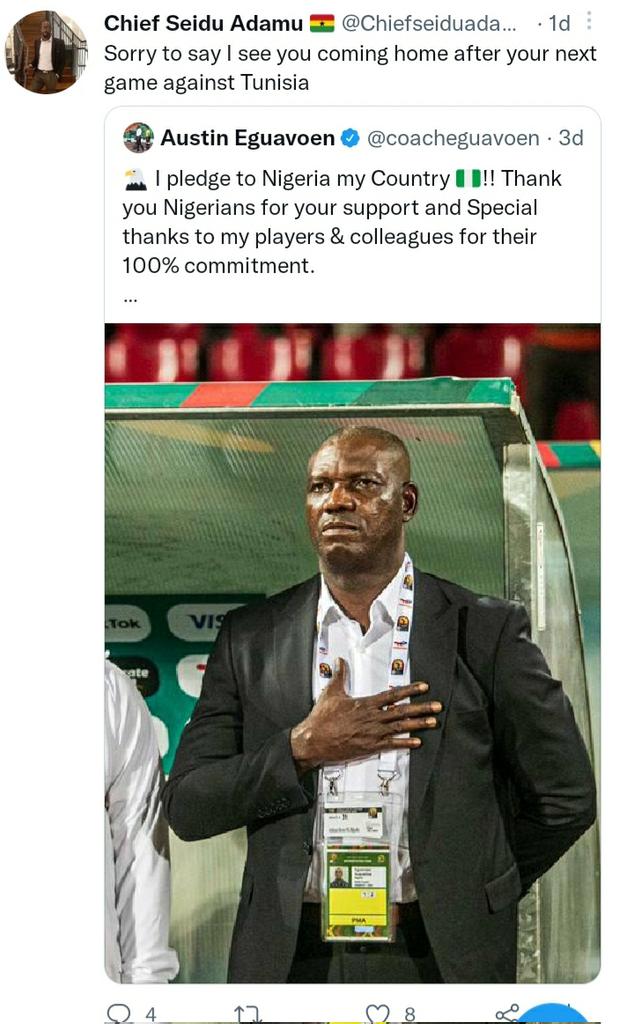 Chief Seidu Adamu 🇬🇭 @Chiefseiduada... · 1d
Sorry to say I see you coming home after your next
game against Tunisia
Austin Eguavoen @coacheguavoen · 3d
🦅 I pledge to Nigeria my Country 🇳🇬!! Thank
you Nigerians for your support and Special
thanks to my players & colleagues for their
100% commitment.
...
Tok
VIS
ate
PMA
4
8